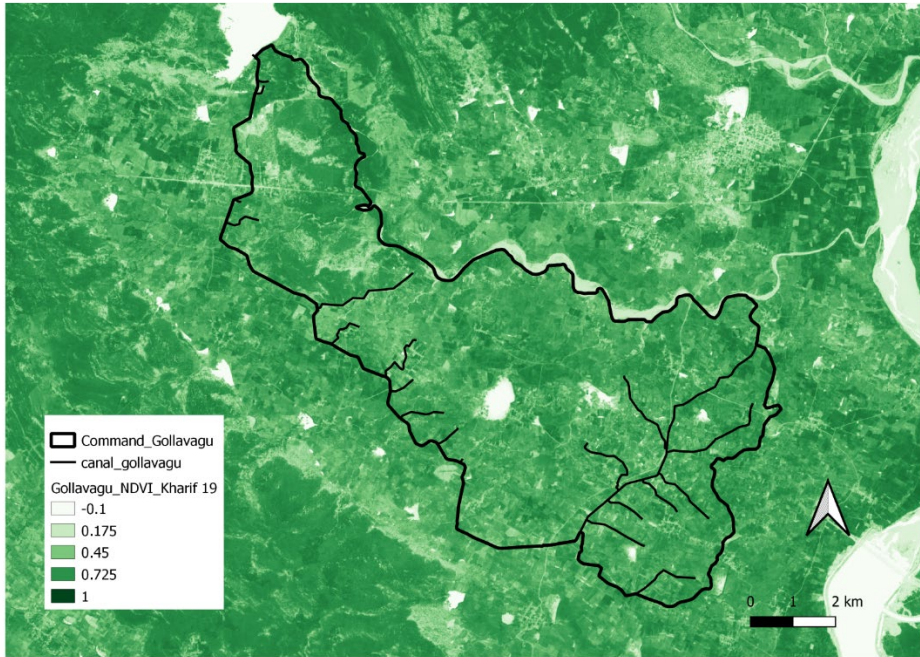 Command_Gollavagu
canal_gollavagu
Gollavagu_NDVI_Kharif 19
-0.1
0.175
0.45
0.725
1
0 1 2 km